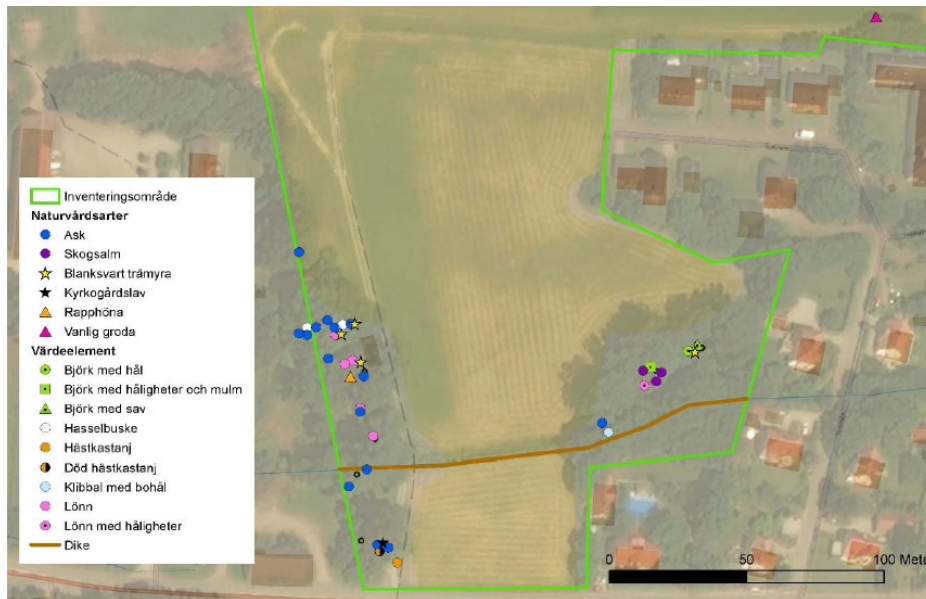 Inventeringsområde
Naturvårdsarter
Ask
Skogsalm
Blanksvart trämyra
Kyrkogårdslav
Rapphöna
Vanlig groda
Värdeelement
Björk med hål
Björk med håligheter och mulm
Björk med sav
Hasselbuske
Hästkastanj
Död hästkastanj
Klibbal med bohål
Lönn
Lönn med håligheter
Dike
0 50 100 Mete